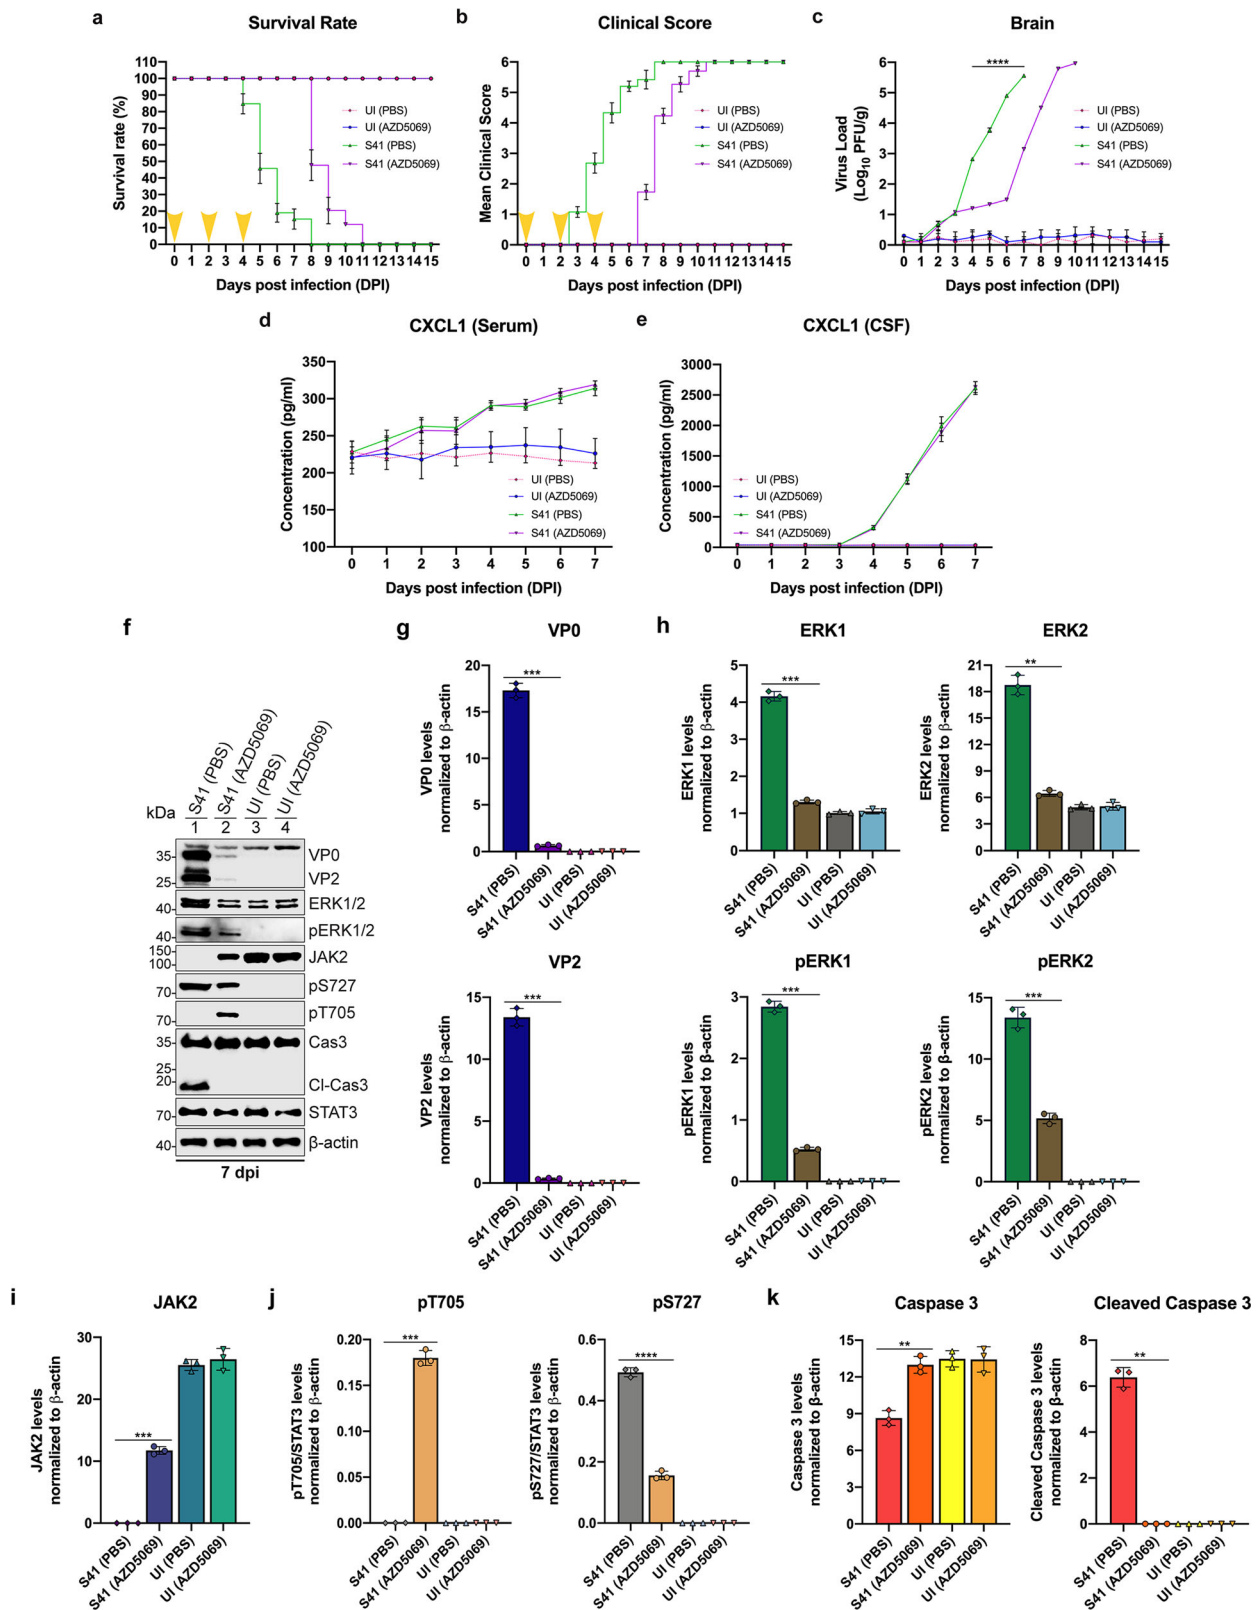 a
Survival Rate
Survival rate (%)
110
100
90
80
70
60
50
40
30
20
10
0
0 1 2 3 4 5 6 7 8 9 10 11 12 13 14 15
Days post infection (DPI)
UI (PBS)
UI (AZD5069)
S41 (PBS)
S41 (AZD5069)
b
Clinical Score
Mean Clinical Score
6
5
4
3
2
1
0
0 1 2 3 4 5 6 7 8 9 10 11 12 13 14 15
Days post infection (DPI)
UI (PBS)
UI (AZD5069)
S41 (PBS)
S41 (AZD5069)
c
Brain
Virus Load
(Log10 PFU/g)
6
5
4
3
2
1
0
****
0 1 2 3 4 5 6 7 8 9 10 11 12 13 14 15
Days post infection (DPI)
UI (PBS)
UI (AZD5069)
S41 (PBS)
S41 (AZD5069)
d
CXCL1 (Serum)
Concentration (pg/ml)
350
300
250
200
150
100
0 1 2 3 4 5 6 7
Days post infection (DPI)
UI (PBS)
UI (AZD5069)
S41 (PBS)
S41 (AZD5069)
e
CXCL1 (CSF)
Concentration (pg/ml)
3000
2500
2000
1500
1000
500
0
0 1 2 3 4 5 6 7
Days post infection (DPI)
UI (PBS)
UI (AZD5069)
S41 (PBS)
S41 (AZD5069)
f
kDa
S41 (PBS)
S41 (AZD5069)
UI (PBS)
UI (AZD5069)
1 2 3 4
35 VP0
25 VP2
40 ERK1/2
40 pERK1/2
150 JAK2
100
70 pS727
70 pT705
35 Cas3
25
20 Cl-Cas3
70 STAT3
40 β-actin
7 dpi
g
VP0
VP0 levels
normalized to β-actin
20
15
10
5
0
***
S41 (PBS)
S41 (AZD5069)
UI (PBS)
UI (AZD5069)
VP2
VP2 levels
normalized to β-actin
15
10
5
0
***
S41 (PBS)
S41 (AZD5069)
UI (PBS)
UI (AZD5069)
h
ERK1
ERK1 levels
normalized to β-actin
5
4
3
2
1
0
***
S41 (PBS)
S41 (AZD5069)
UI (PBS)
UI (AZD5069)
ERK2
ERK2 levels
normalized to β-actin
21
18
15
12
9
6
3
0
**
S41 (PBS)
S41 (AZD5069)
UI (PBS)
UI (AZD5069)
pERK1
pERK1 levels
normalized to β-actin
3
2
1
0
***
S41 (PBS)
S41 (AZD5069)
UI (PBS)
UI (AZD5069)
pERK2
pERK2 levels
normalized to β-actin
15
10
5
0
***
S41 (PBS)
S41 (AZD5069)
UI (PBS)
UI (AZD5069)
i
JAK2
JAK2 levels
normalized to β-actin
30
20
10
0
***
S41 (PBS)
S41 (AZD5069)
UI (PBS)
UI (AZD5069)
j
pT705
pT705/STAT3 levels
normalized to β-actin
0.20
0.15
0.10
0.05
0.00
***
S41 (PBS)
S41 (AZD5069)
UI (PBS)
UI (AZD5069)
pS727
pS727/STAT3 levels
normalized to β-actin
0.6
0.4
0.2
0.0
****
S41 (PBS)
S41 (AZD5069)
UI (PBS)
UI (AZD5069)
k
Caspase 3
Caspase 3 levels
normalized to β-actin
15
12
9
6
3
0
**
S41 (PBS)
S41 (AZD5069)
UI (PBS)
UI (AZD5069)
Cleaved Caspase 3
Cleaved Caspase 3 levels
normalized to β-actin
8
6
4
2
0
**
S41 (PBS)
S41 (AZD5069)
UI (PBS)
UI (AZD5069)